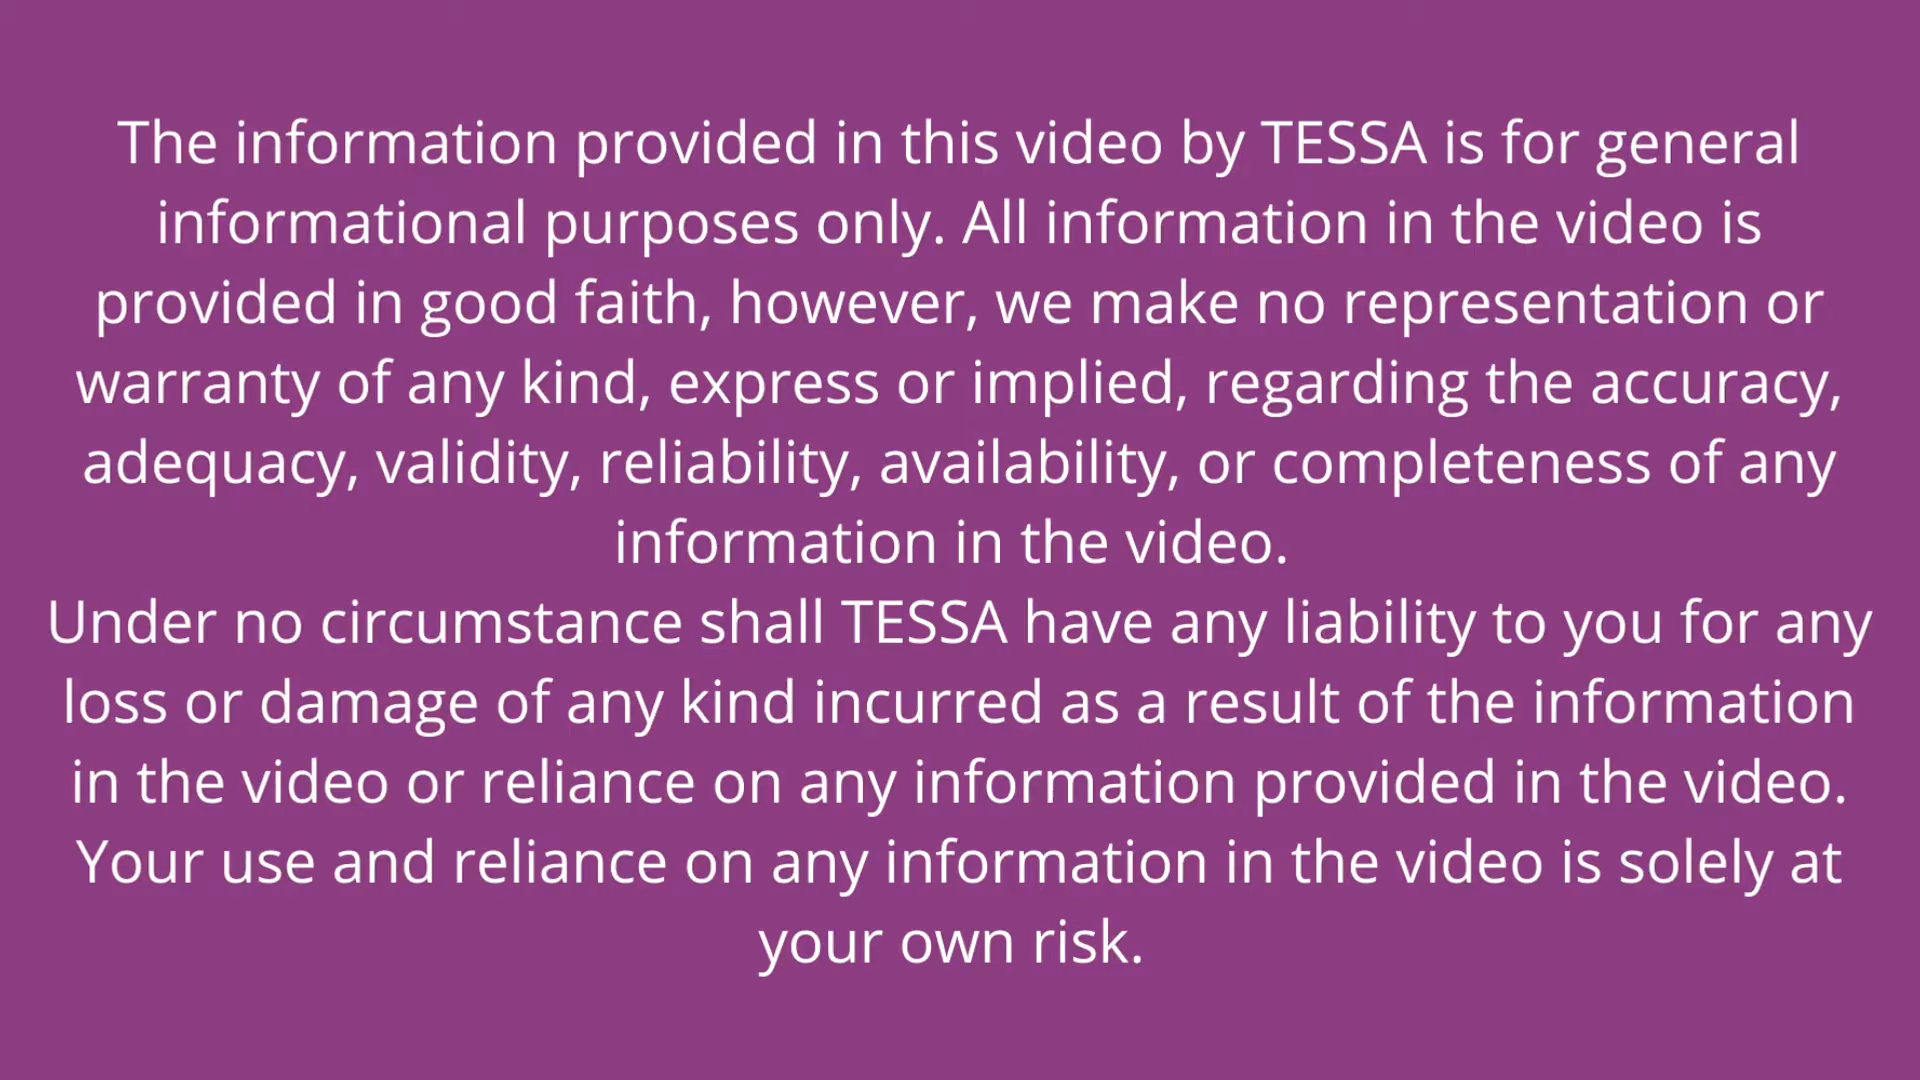 The information provided in this video by TESSA is for general
informational purposes only. All information in the video is
provided in good faith, however, we make no representation or
warranty of any kind, express or implied, regarding the accuracy,
adequacy, validity, reliability, availability, or completeness of any
information in the video.
Under no circumstance shall TESSA have any liability to you for any
loss or damage of any kind incurred as a result of the information
in the video or reliance on any information provided in the video.
Your use and reliance on any information in the video is solely at
your own risk.